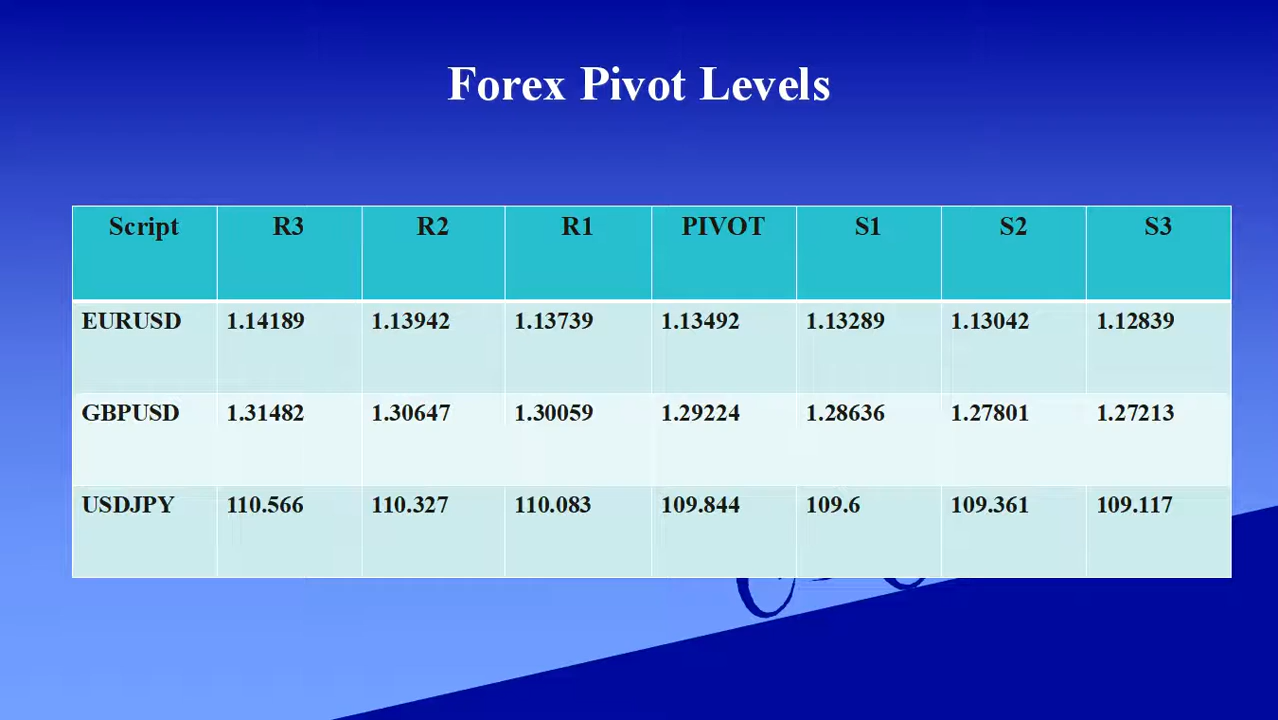 Forex Pivot Levels
Script R3 R2 R1 PIVOT S1 S2 S3
EURUSD 1.14189 1.13942 1.13739 1.13492 1.13289 1.13042 1.12839
GBPUSD 1.31482 1.30647 1.30059 1.29224 1.28636 1.27801 1.27213
USDJPY 110.566 110.327 110.083 109.844 109.6 109.361 109.117